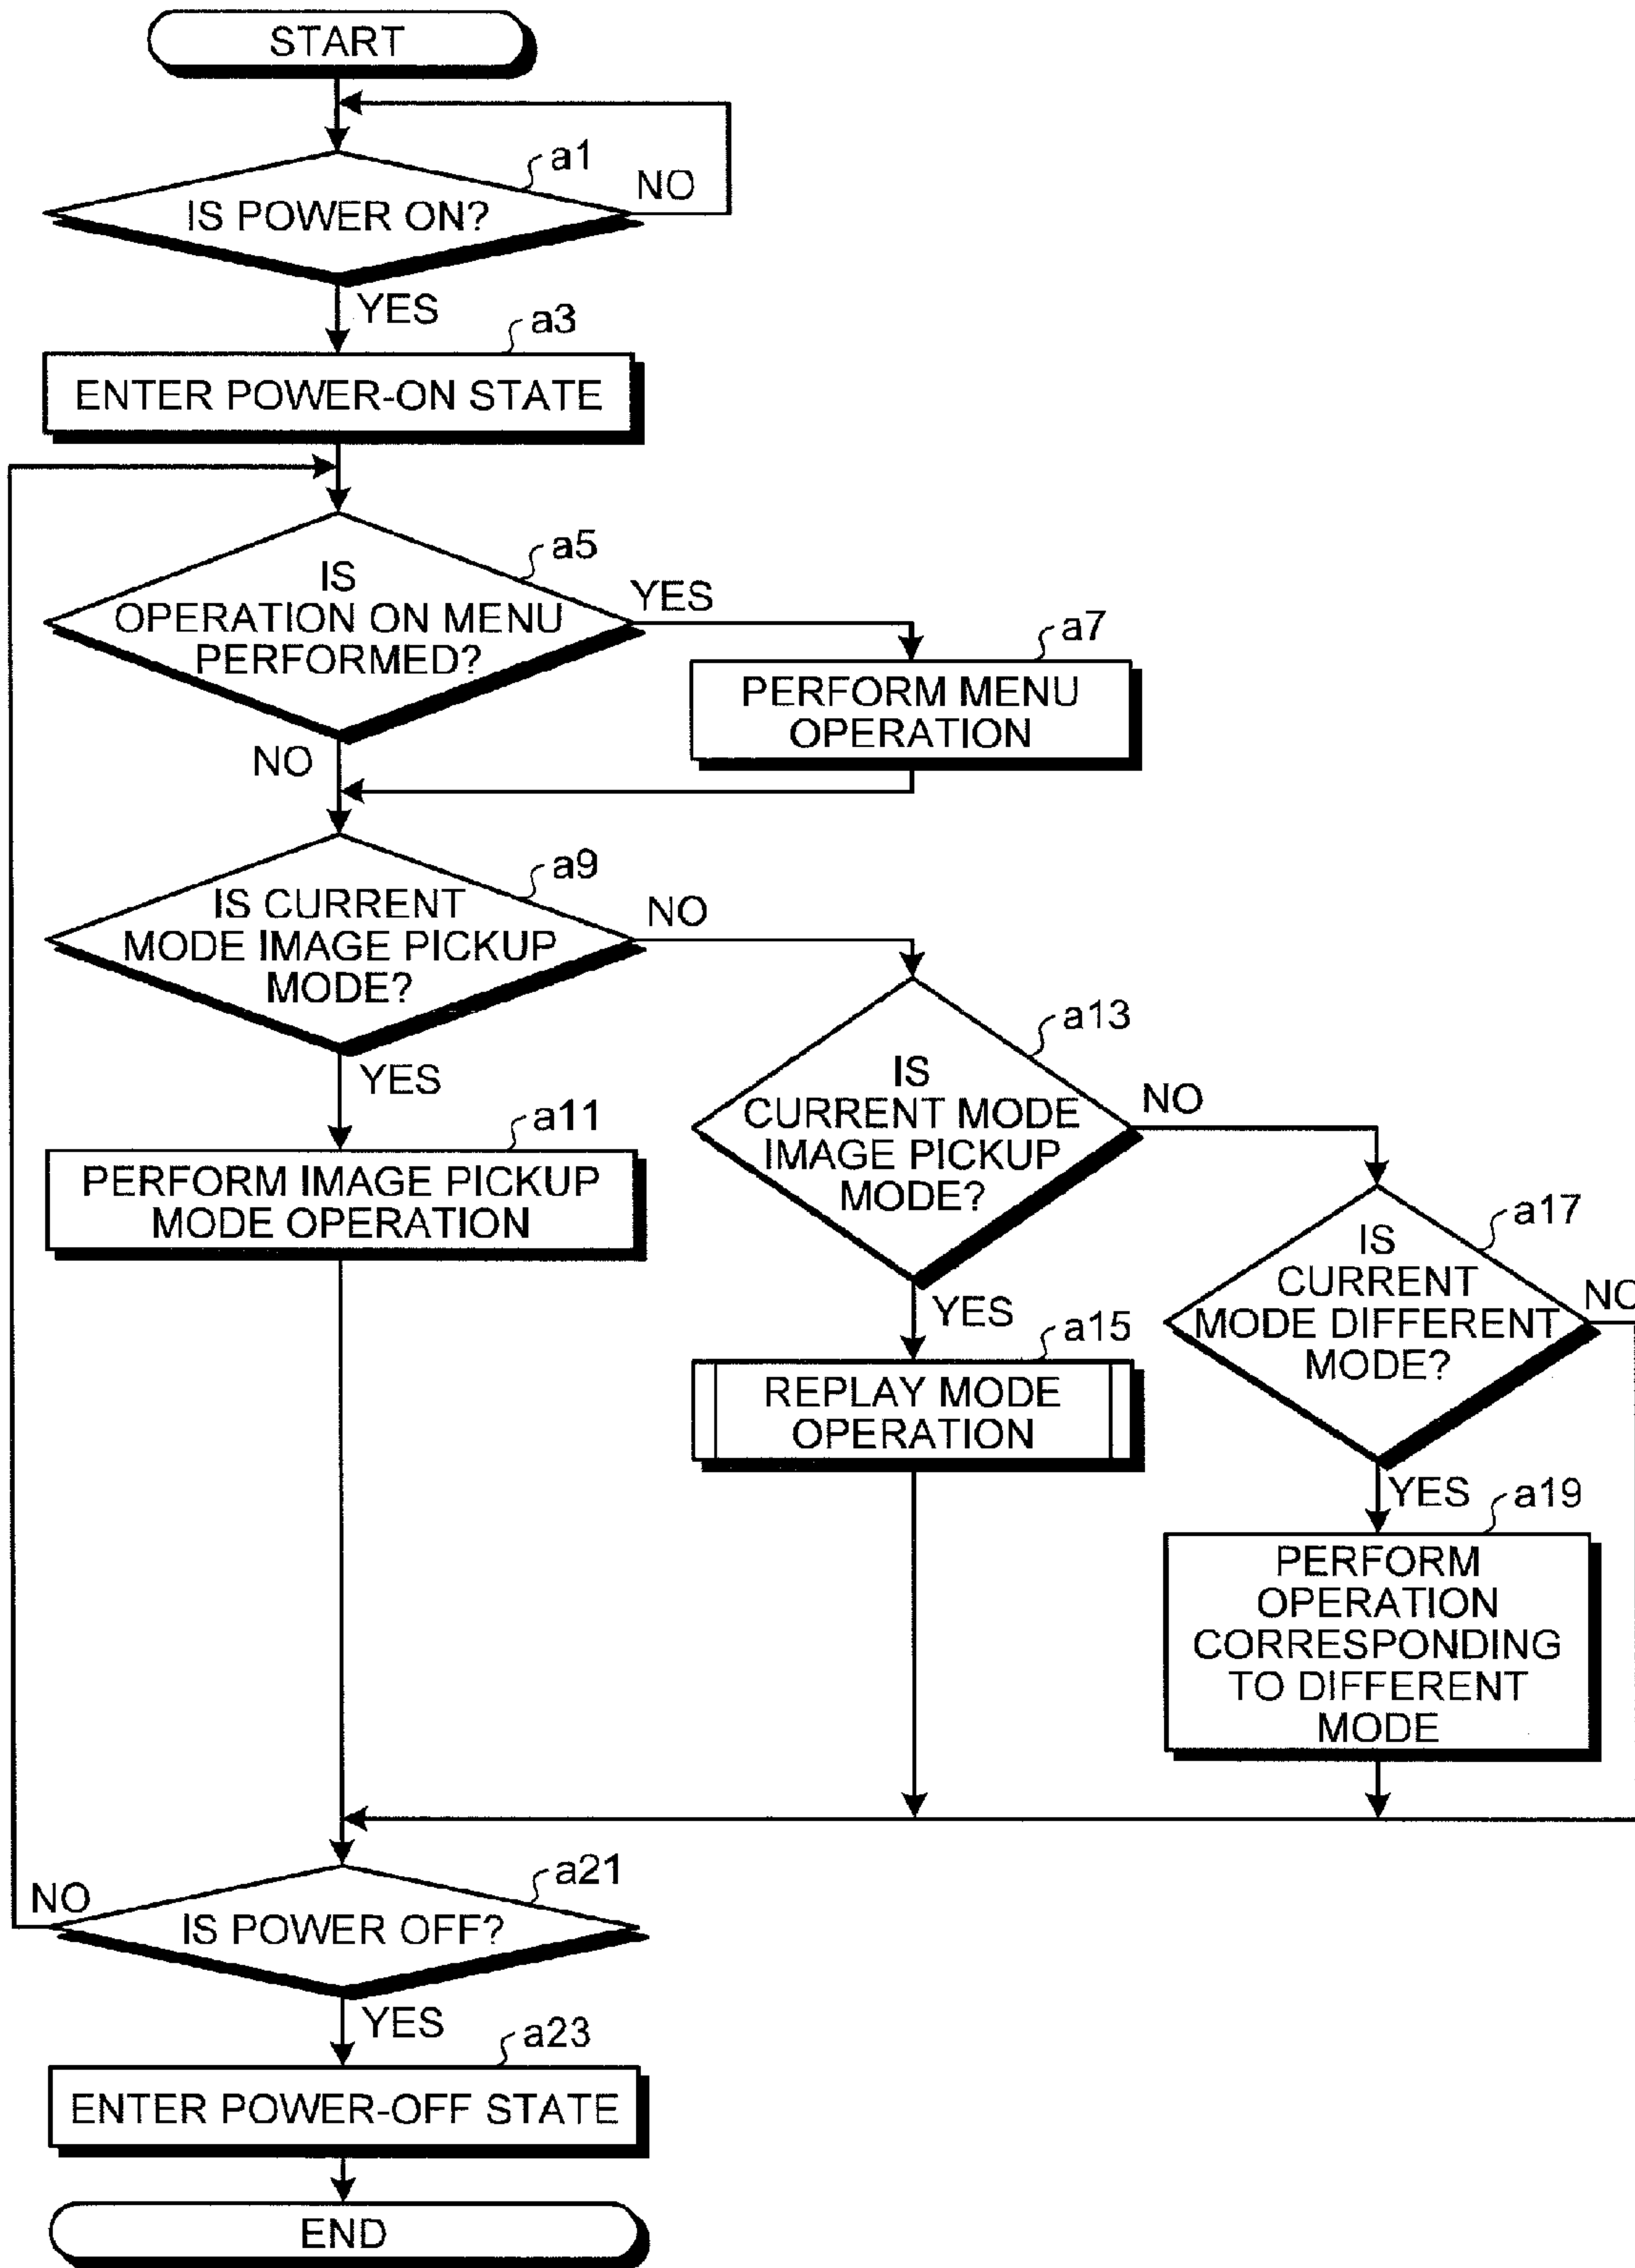 START
a1
NO
IS POWER ON?
YES
a3
ENTER POWER-ON STATE
a5
IS
OPERATION ON MENU
PERFORMED?
YES
a7
PERFORM MENU
OPERATION
NO
a9
IS CURRENT
MODE IMAGE PICKUP
MODE?
NO
YES
a11
PERFORM IMAGE PICKUP
MODE OPERATION
a13
IS
CURRENT MODE
IMAGE PICKUP
MODE?
NO
YES
a15
REPLAY MODE
OPERATION
a17
IS
CURRENT
MODE DIFFERENT
MODE?
NO
YES
a19
PERFORM
OPERATION
CORRESPONDING
TO DIFFERENT
MODE
a21
NO
IS POWER OFF?
YES
a23
ENTER POWER-OFF STATE
END